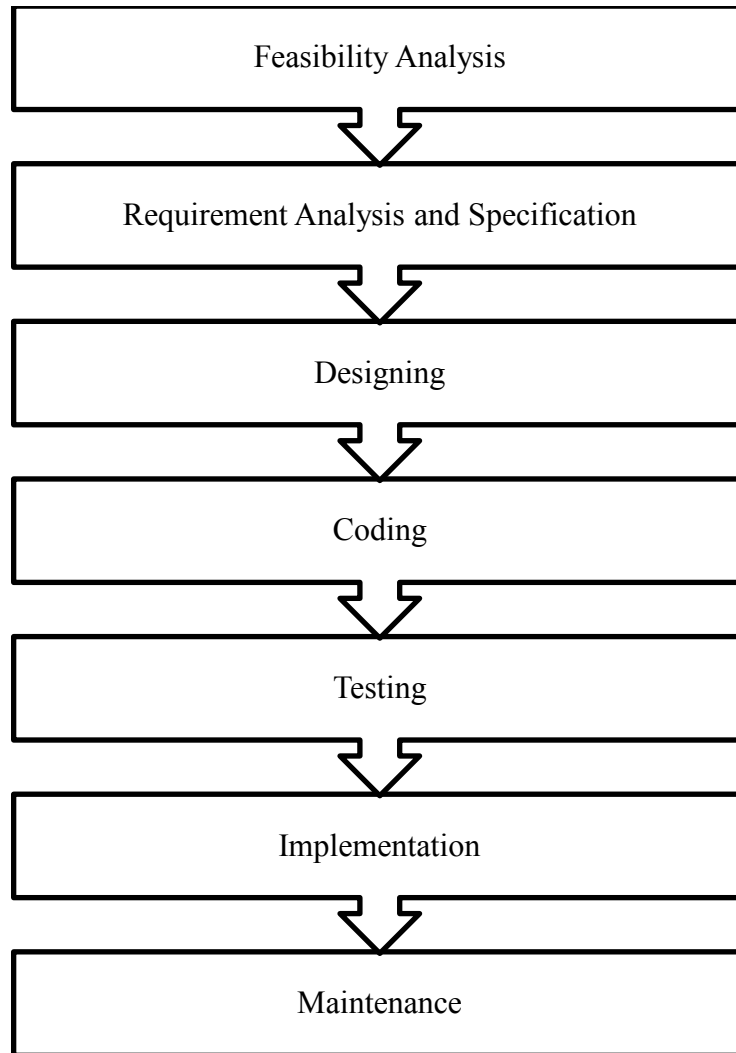 Feasibility Analysis
Requirement Analysis and Specification
Designing
Coding
Testing
Implementation
Maintenance